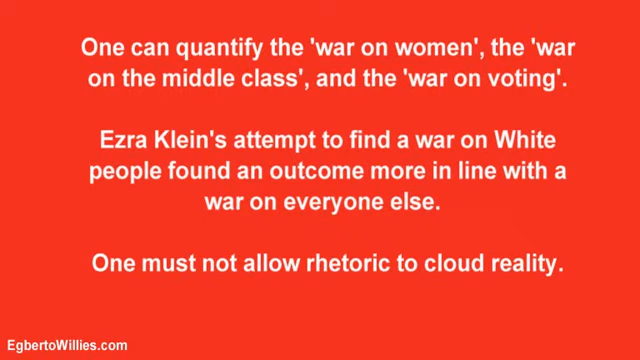 One can quantify the 'war on women', the 'war
on the middle class', and the 'war on voting'.
Ezra Klein's attempt to find a war on White
people found an outcome more in line with a
war on everyone else.
One must not allow rhetoric to cloud reality.
EgbertoWillies.com